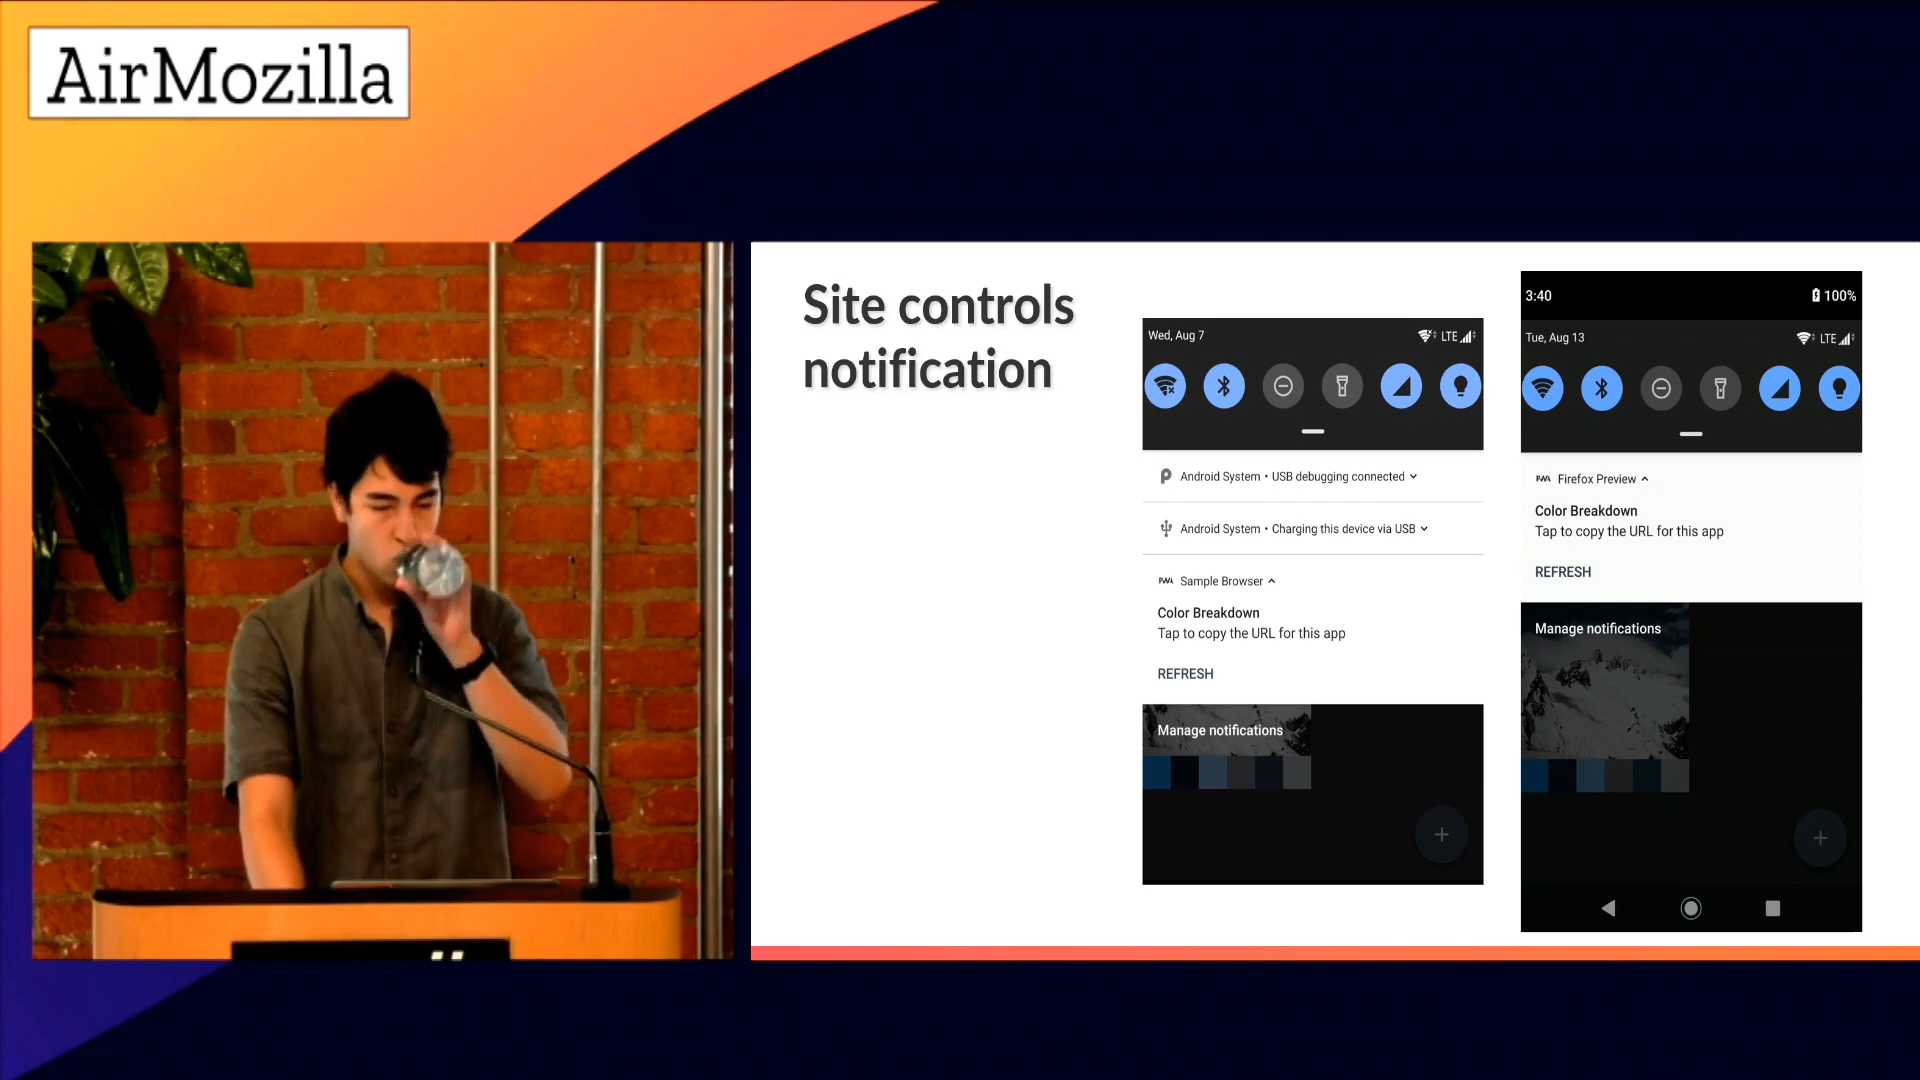 AirMozilla
Site controls
notification
Wed, Aug 7
LTE
Android System • USB debugging connected
Android System • Charging this device via USB
PWA Sample Browser
Color Breakdown
Tap to copy the URL for this app
REFRESH
Manage notifications
3:40
100%
Tue, Aug 13
LTE
PWA Firefox Preview
Color Breakdown
Tap to copy the URL for this app
REFRESH
Manage notifications